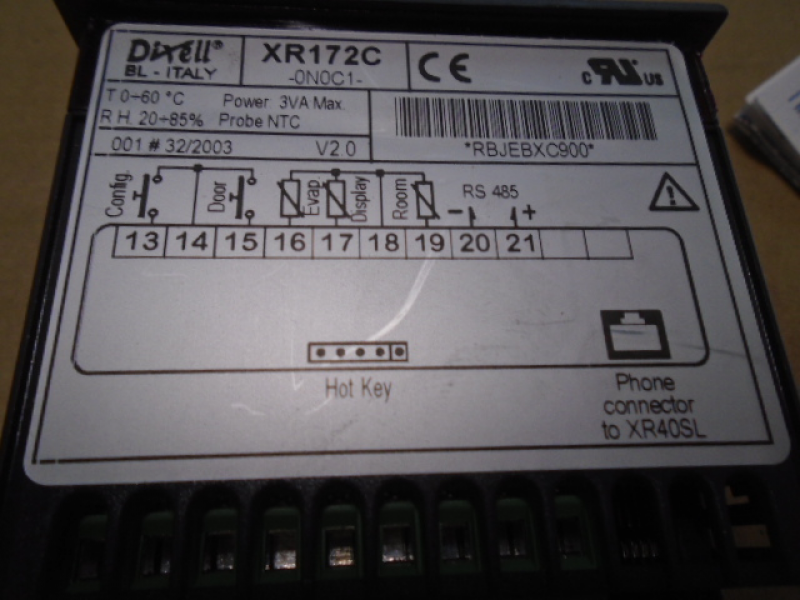 Dixell® XR172C CE c RU US
BL - ITALY -0N0C1-
T 0÷60 °C Power 3VA Max.
R H. 20÷85% Probe NTC
*RBJEBXC900*
001 # 32/2003 V2 0
Config. Door Evap. Display Room RS 485
- +
13 14 15 16 17 18 19 20 21
Hot Key
Phone
connector
to XR40SL